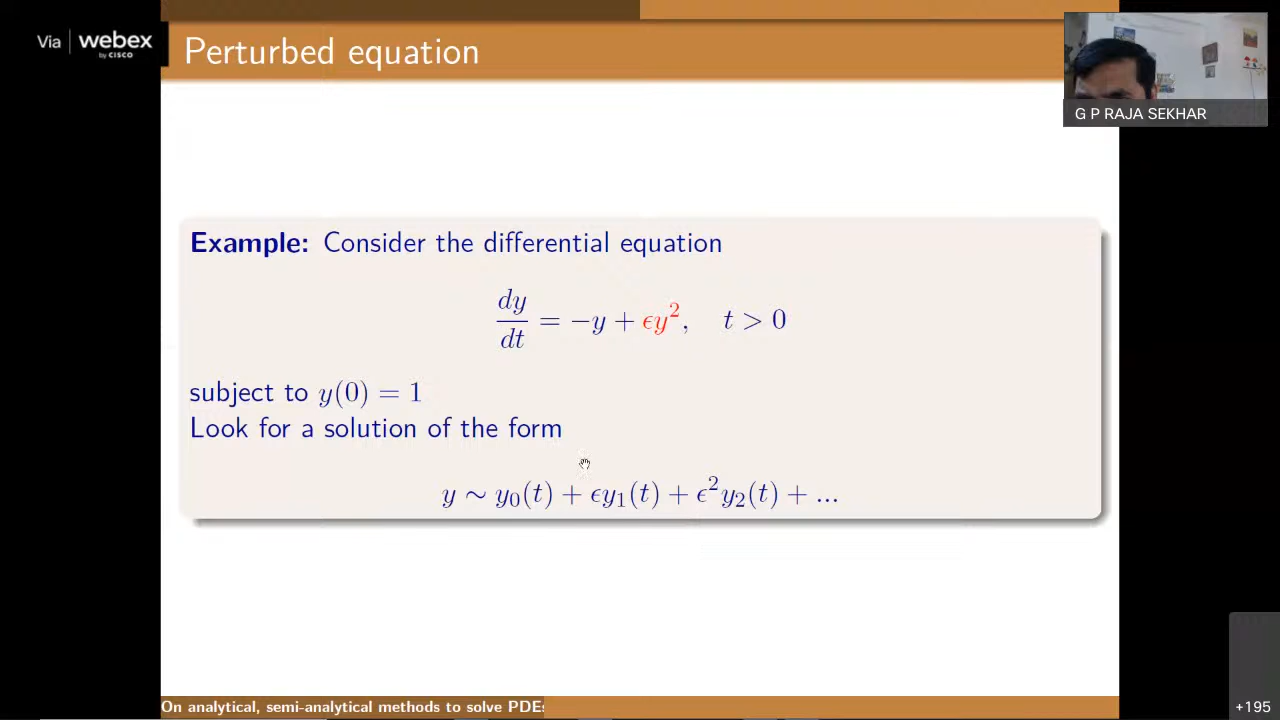 Via webex
by CISCO
Perturbed equation
G P RAJA SEKHAR
Example: Consider the differential equation
dy/dt = −y + ϵy², t > 0
subject to y(0) = 1
Look for a solution of the form
y ∼ y₀(t) + ϵy₁(t) + ϵ²y₂(t) + ...
On analytical, semi-analytical methods to solve PDEs
+195